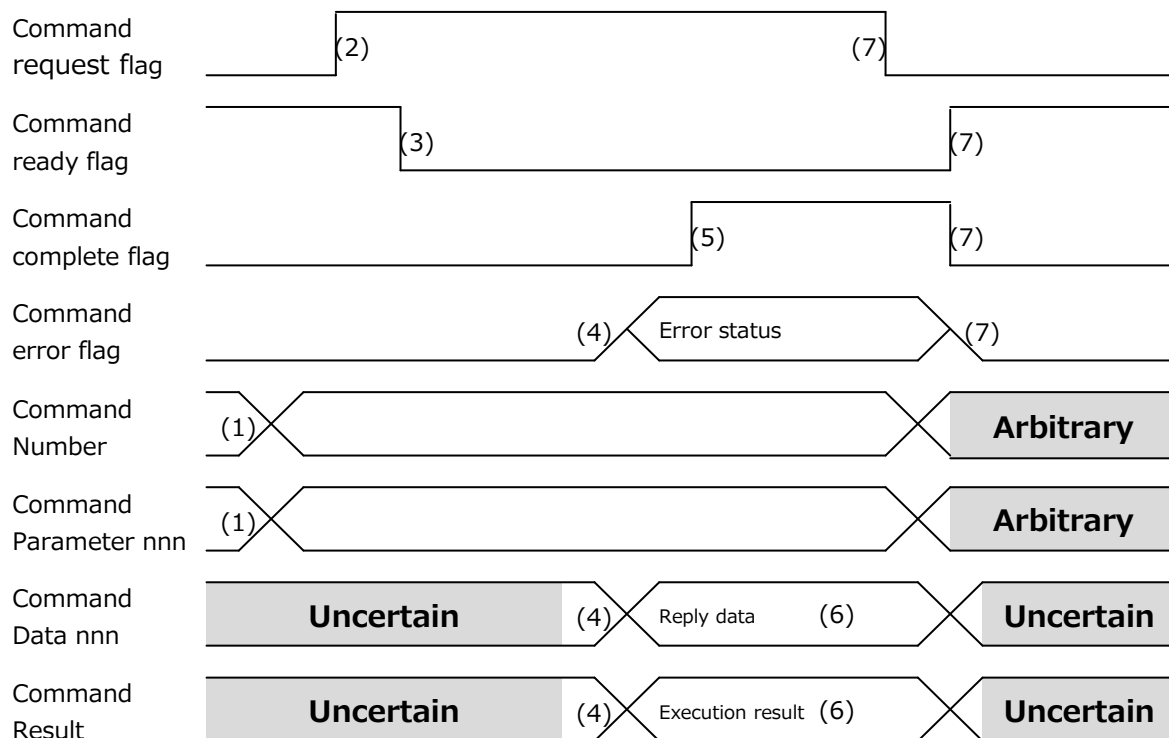 Command
request flag
(2)
(7)
Command
ready flag
(3)
(7)
Command
complete flag
(5)
(7)
Command
error flag
(4)
Error status
(7)
Command
Number
(1)
Arbitrary
Command
Parameter nnn
(1)
Arbitrary
Command
Data nnn
Uncertain
(4)
Reply data
(6)
Uncertain
Command
Result
Uncertain
(4)
Execution result
(6)
Uncertain